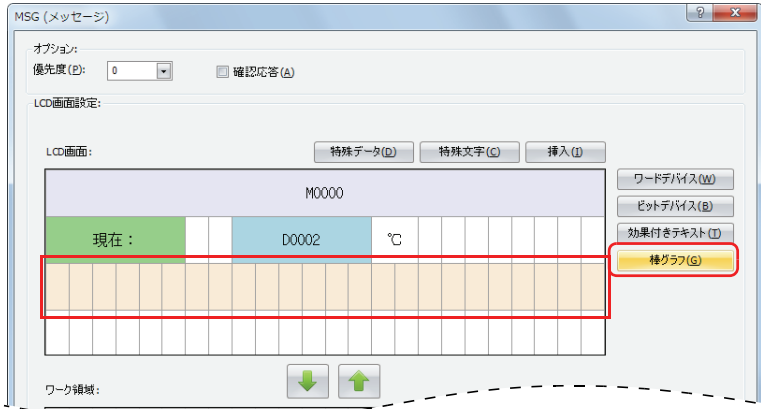 MSG (メッセージ)
オプション:
優先度(P): 0 確認応答(A)
LCD画面設定:
LCD画面: 特殊データ(D) 特殊文字(C) 挿入(I)
M0000
現在： D0002 ℃
ワードデバイス(W)
ビットデバイス(B)
効果付きテキスト(T)
棒グラフ(G)
ワーク領域: